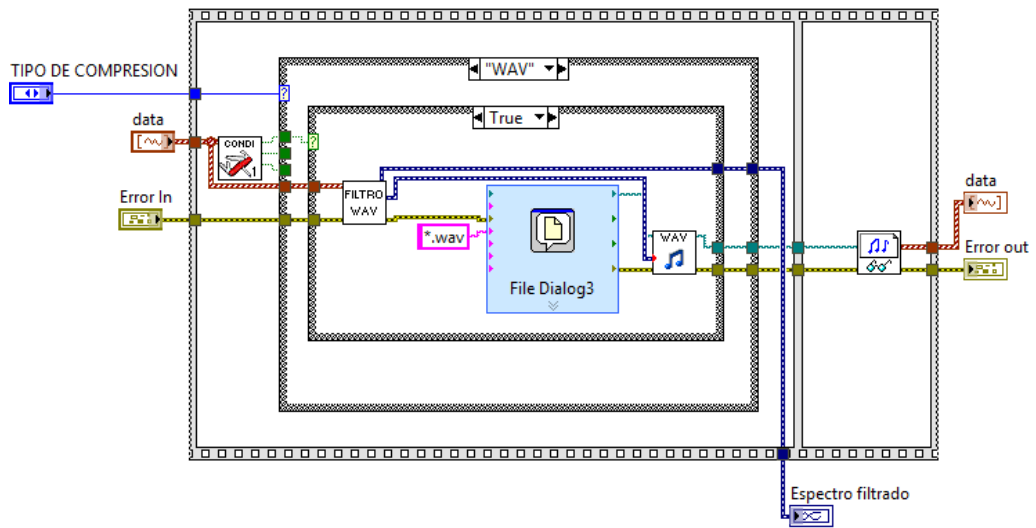 "WAV"
TIPO DE COMPRESION
True
data
CONDI
1
Error In
FILTRO
WAV
*.wav
WAV
File Dialog3
data
Error out
Espectro filtrado